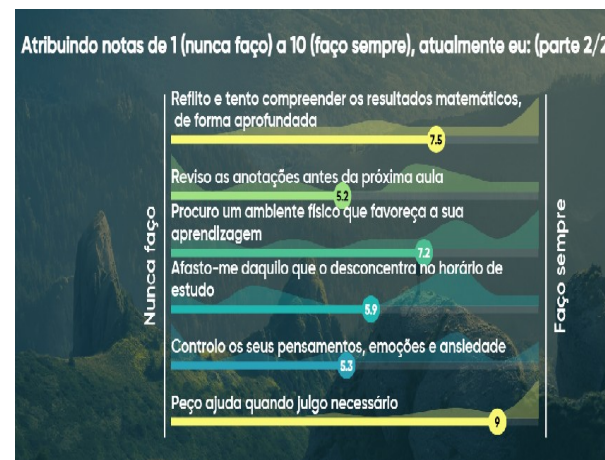 Atribuindo notas de 1 (nunca faço) a 10 (faço sempre), atualmente eu: (parte 2/2
Reflito e tento compreender os resultados matemáticos,
de forma aprofundada
7.5
Reviso as anotações antes da próxima aula
5.2
Procuro um ambiente físico que favoreça a sua
aprendizagem
7.2
Afasto-me daquilo que o desconcentra no horário de
estudo
5.9
Controlo os seus pensamentos, emoções e ansiedade
5.3
Peço ajuda quando julgo necessário
9
Nunca faço
Faço sempre